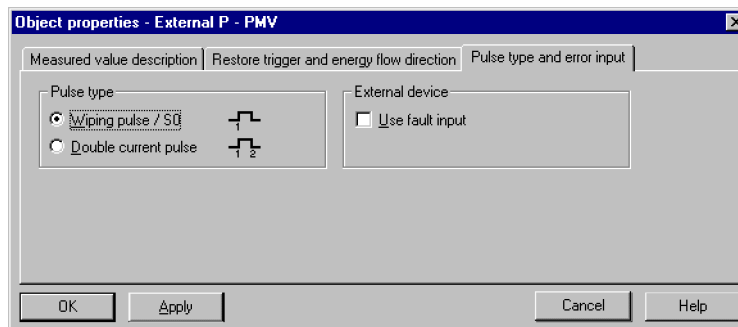 Object properties - External P - PMV
Measured value description Restore trigger and energy flow direction Pulse type and error input
Pulse type External device
Wiping pulse / S0 1 Use fault input
Double current pulse 1 2
OK Apply Cancel Help